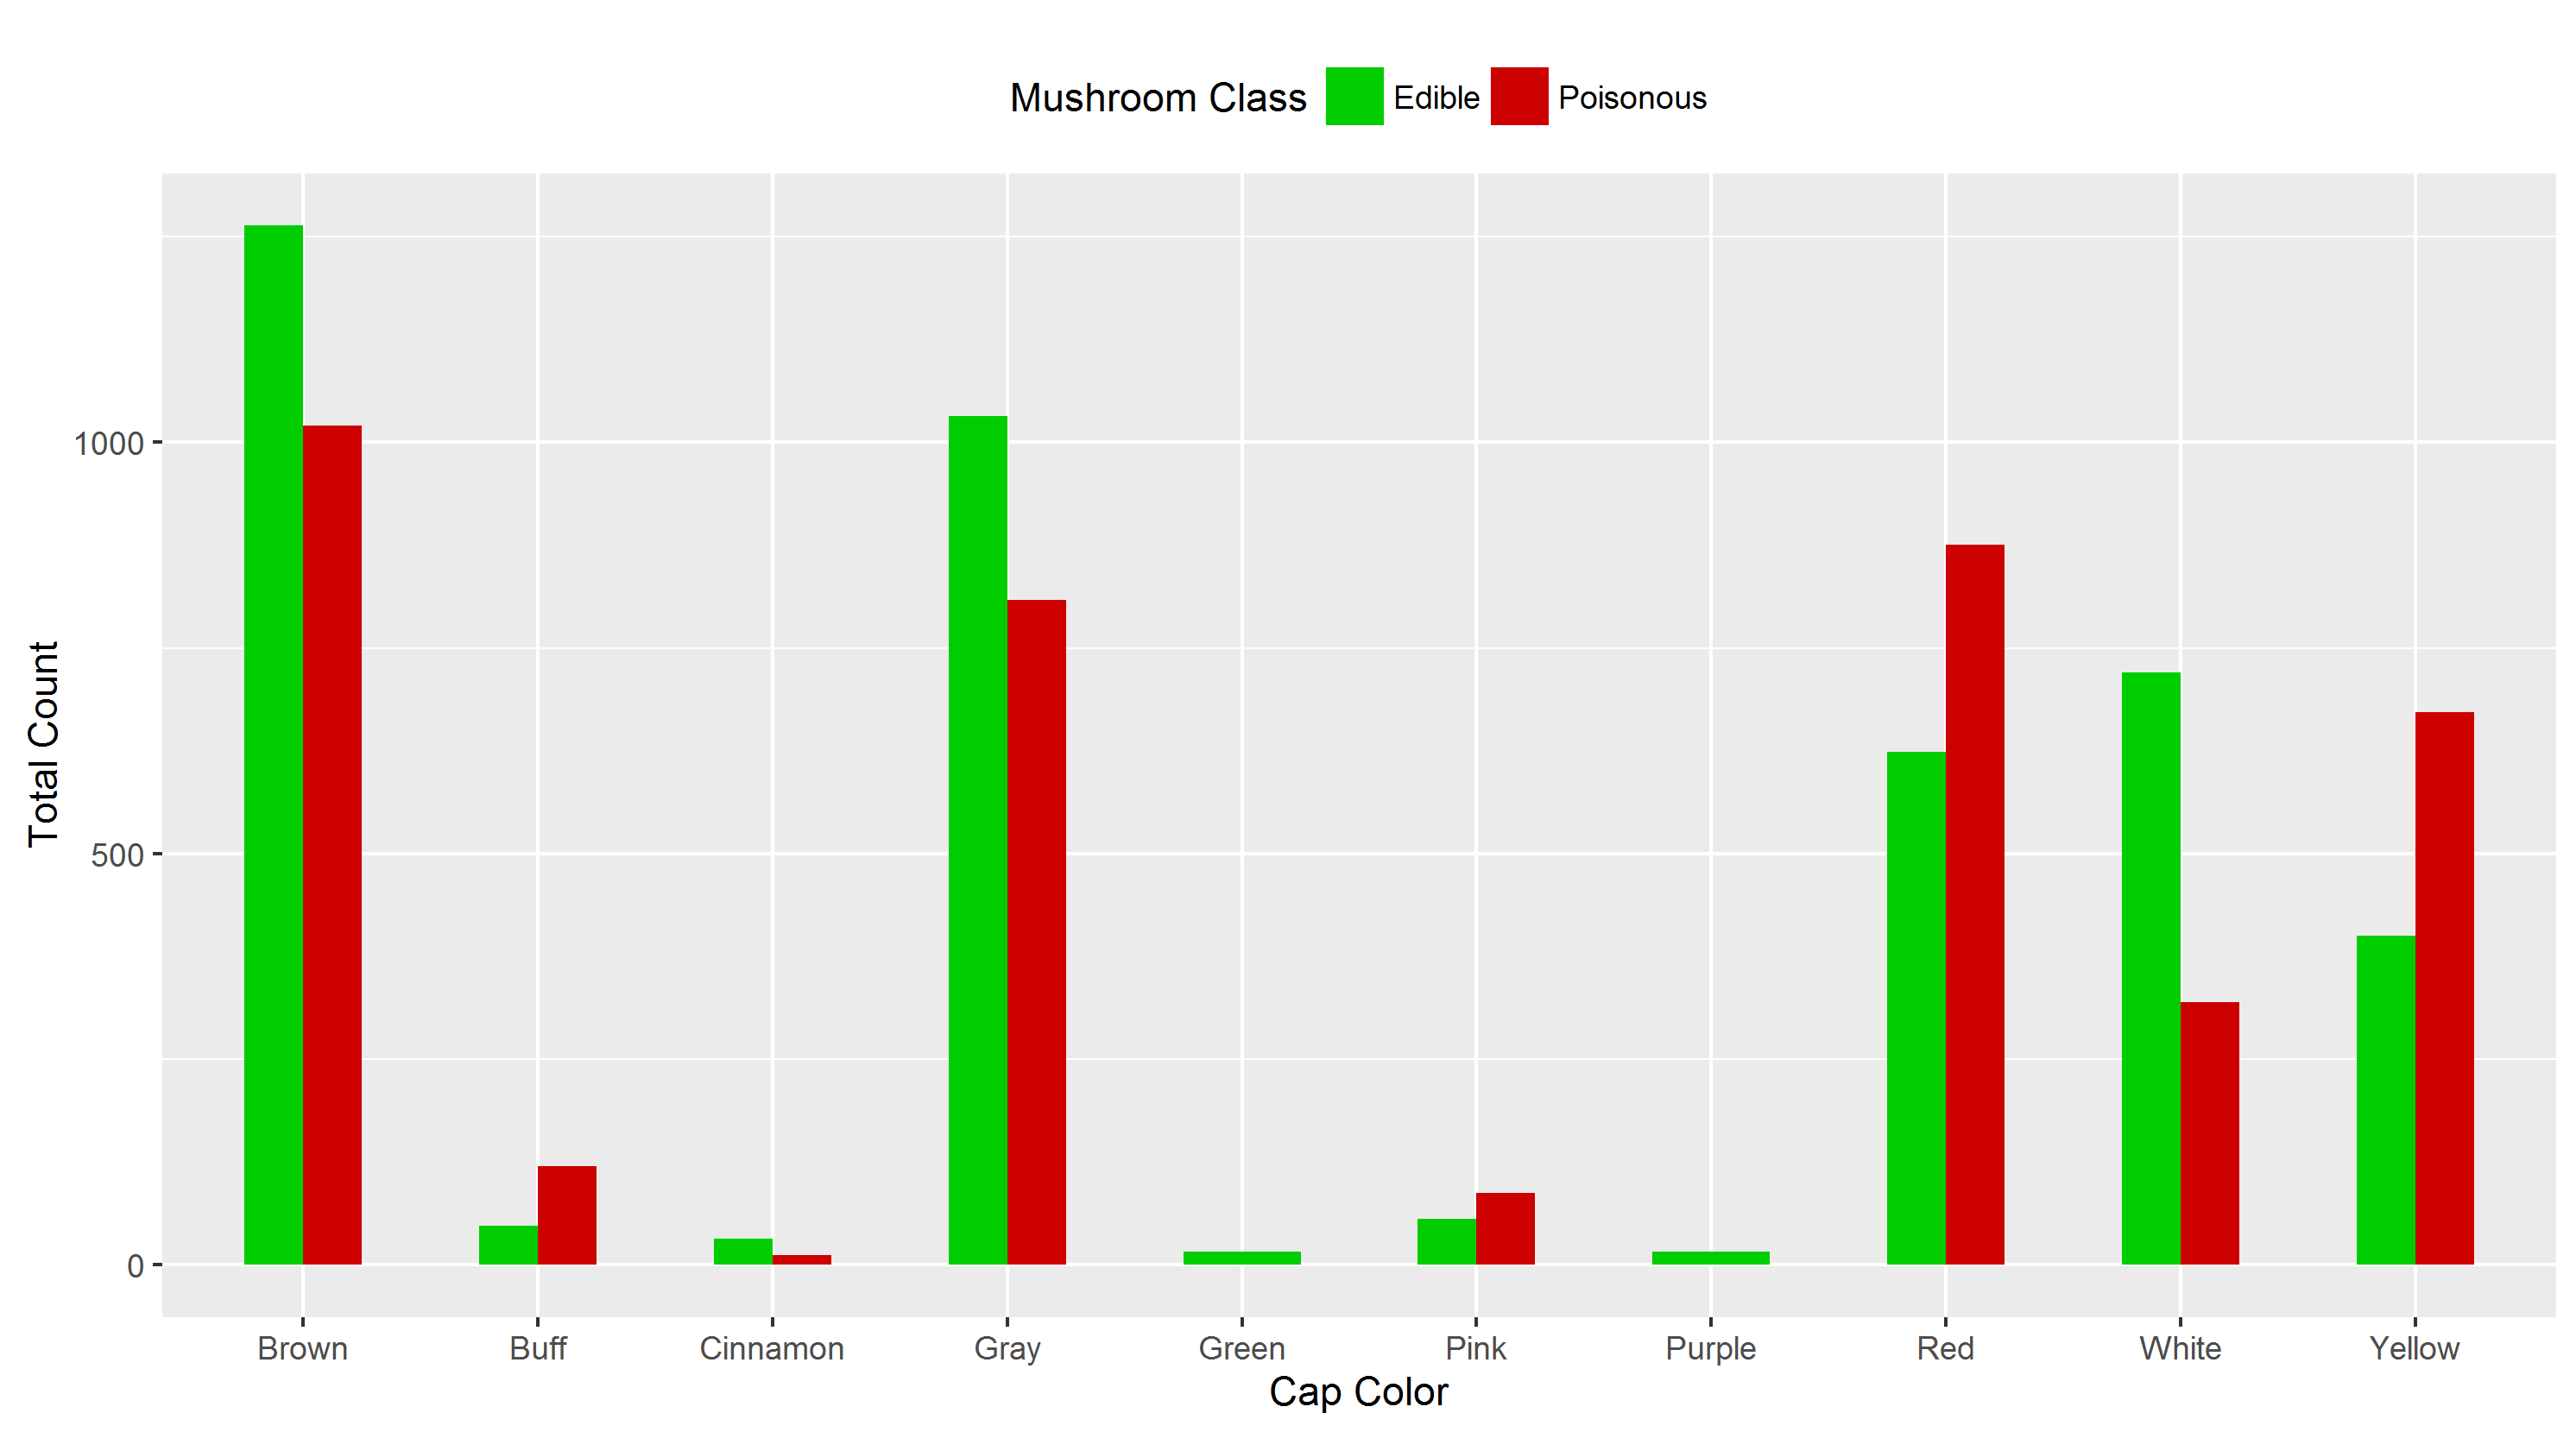 Mushroom Class Edible Poisonous
Total Count
1000
500
0
Brown Buff Cinnamon Gray Green Pink Purple Red White Yellow
Cap Color